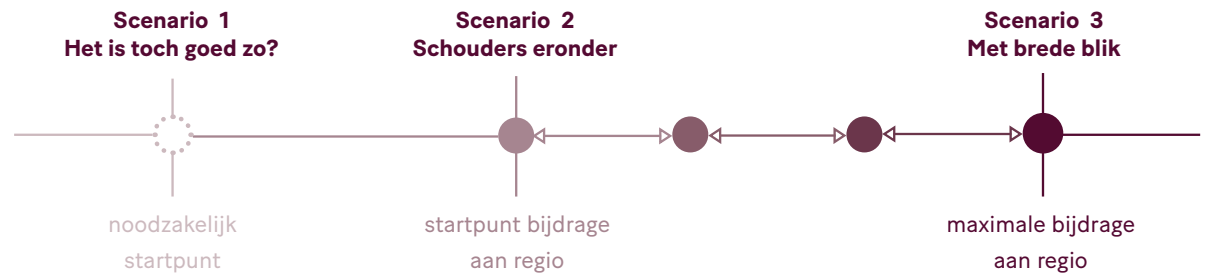 Scenario 1
Het is toch goed zo?
Scenario 2
Schouders eronder
Scenario 3
Met brede blik
noodzakelijk
startpunt
startpunt bijdrage
aan regio
maximale bijdrage
aan regio